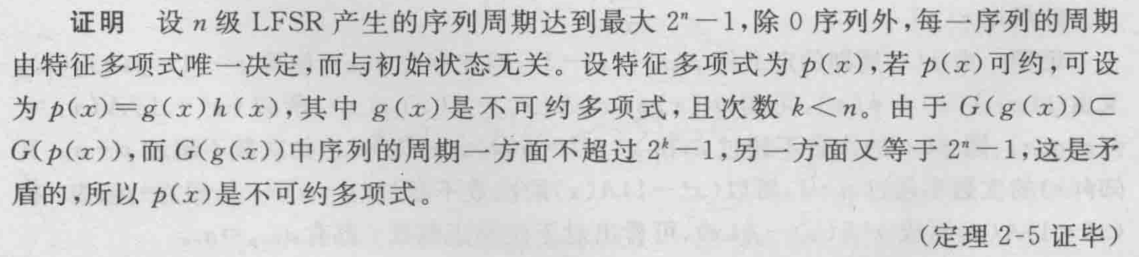 证明　设 n 级 LFSR 产生的序列周期达到最大 2ⁿ－1,除 0 序列外,每一序列的周期
由特征多项式唯一决定,而与初始状态无关。设特征多项式为 p(x),若 p(x)可约,可设
为 p(x)=g(x)h(x),其中 g(x)是不可约多项式,且次数 k<n。由于 G(g(x))⊂
G(p(x)),而 G(g(x))中序列的周期一方面不超过 2ᵏ－1,另一方面又等于 2ⁿ－1,这是矛
盾的,所以 p(x)是不可约多项式。
(定理 2-5 证毕)